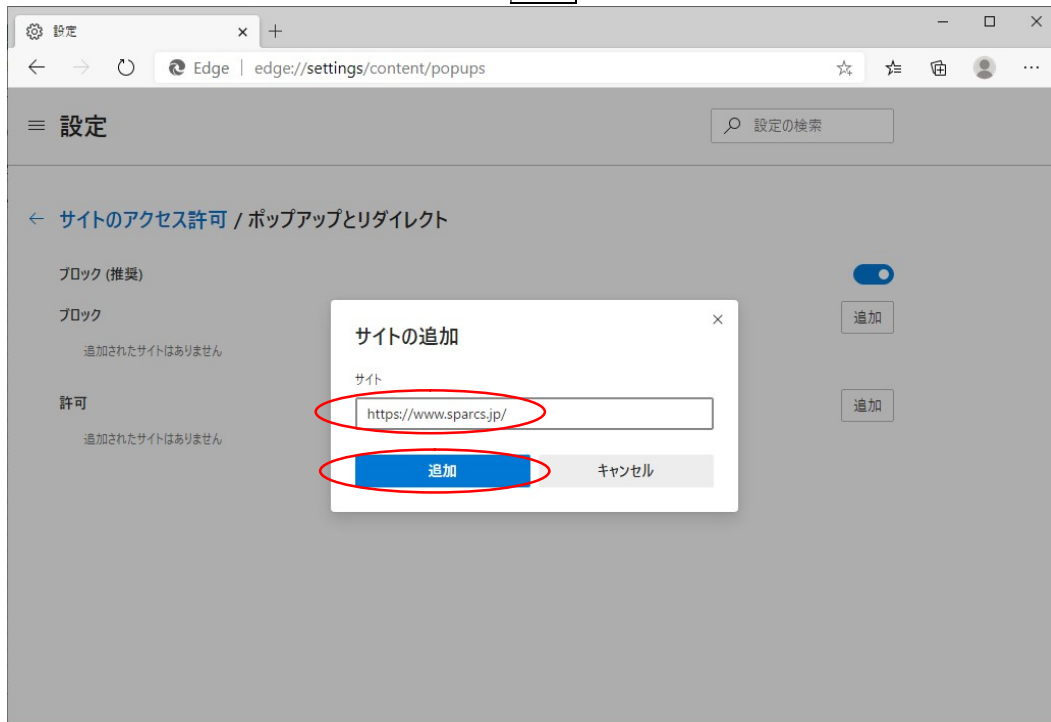 設定
Edge | edge://settings/content/popups
設定
設定の検索
サイトのアクセス許可 / ポップアップとリダイレクト
ブロック (推奨)
ブロック
追加
追加されたサイトはありません
許可
追加
追加されたサイトはありません
サイトの追加
サイト
https://www.sparcs.jp/
追加
キャンセル